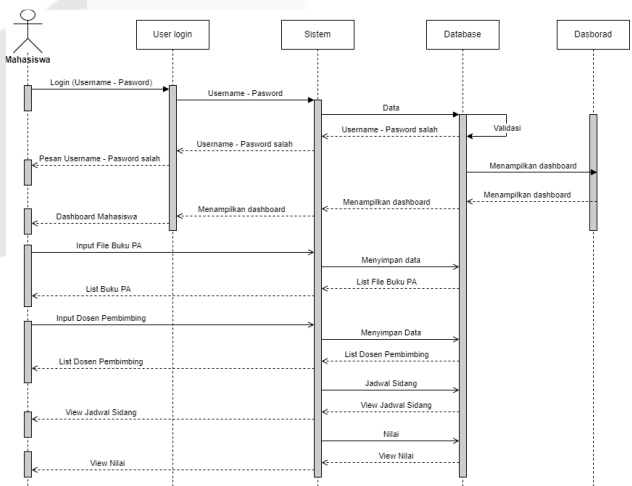 User login
Sistem
Database
Dasborad
Mahasiswa
Login (Username - Pasword)
Username - Pasword
Data
Validasi
Username - Pasword salah
Username - Pasword salah
Pesan Username - Pasword salah
Menampilkan dashboard
Menampilkan dashboard
Menampilkan dashboard
Menampilkan dashboard
Dashboard Mahasiswa
Input File Buku PA
Menyimpan data
List File Buku PA
List Buku PA
Input Dosen Pembimbing
Menyimpan Data
List Dosen Pembimbing
List Dosen Pembimbing
Jadwal Sidang
View Jadwal Sidang
View Jadwal Sidang
Nilai
View Nilai
View Nilai